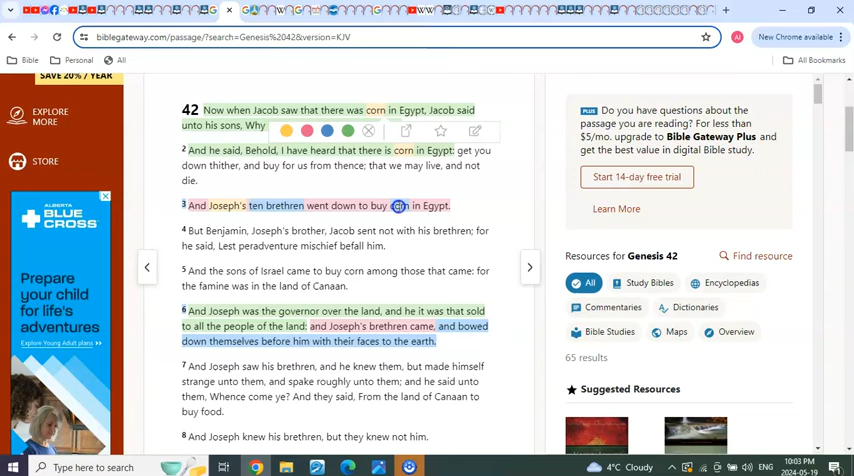 biblegateway.com/passage/?search=Genesis%2042&version=KJV
New Chrome available
Bible
Personal
All
All Bookmarks
SAVE 20% / YEAR
EXPLORE
MORE
STORE
ALBERTA
BLUE
CROSS
Prepare
your child
for life's
adventures
Explore Young Adult plans >>
42 Now when Jacob saw that there was corn in Egypt, Jacob said
unto his sons, Why
2 And he said, Behold, I have heard that there is corn in Egypt: get you
down thither, and buy for us from thence; that we may live, and not
die.
3 And Joseph's ten brethren went down to buy corn in Egypt.
4 But Benjamin, Joseph's brother, Jacob sent not with his brethren; for
he said, Lest peradventure mischief befall him.
5 And the sons of Israel came to buy corn among those that came: for
the famine was in the land of Canaan.
6 And Joseph was the governor over the land, and he it was that sold
to all the people of the land: and Joseph's brethren came, and bowed
down themselves before him with their faces to the earth.
7 And Joseph saw his brethren, and he knew them, but made himself
strange unto them, and spake roughly unto them; and he said unto
them, Whence come ye? And they said, From the land of Canaan to
buy food.
8 And Joseph knew his brethren, but they knew not him.
PLUS Do you have questions about the
passage you are reading? For less than
$5/mo. upgrade to Bible Gateway Plus and
get the best value in digital Bible study.
Start 14-day free trial
Learn More
Resources for Genesis 42
Find resource
All
Study Bibles
Encyclopedias
Commentaries
Dictionaries
Bible Studies
Maps
Overview
65 results
Suggested Resources
Type here to search
4°C Cloudy
ENG
10:03 PM
2024-05-19